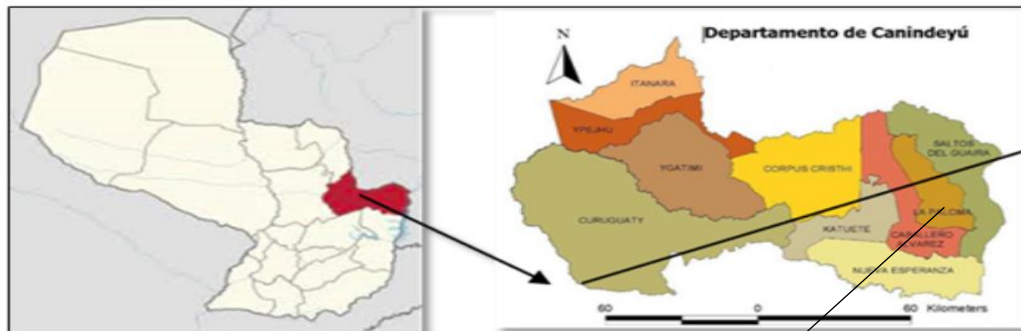 Departamento de Canindeyú
N
ITANARA
YPEJHU
SALTOS
DEL GUAIRA
YGATIMI
CORPUS CRISTHI
LA PALOMA
CURUGUATY
KATUETE
CABALLERO
ALVAREZ
NUEVA ESPERANZA
60 0 60 Kilometers